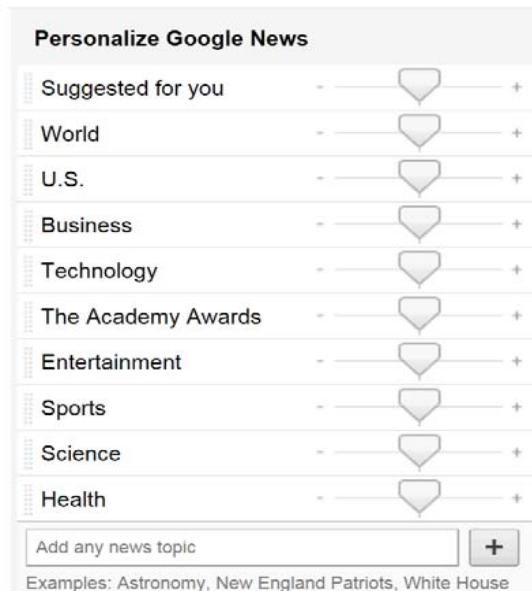 Personalize Google News
Suggested for you - +
World - +
U.S. - +
Business - +
Technology - +
The Academy Awards - +
Entertainment - +
Sports - +
Science - +
Health - +
Add any news topic +
Examples: Astronomy, New England Patriots, White House